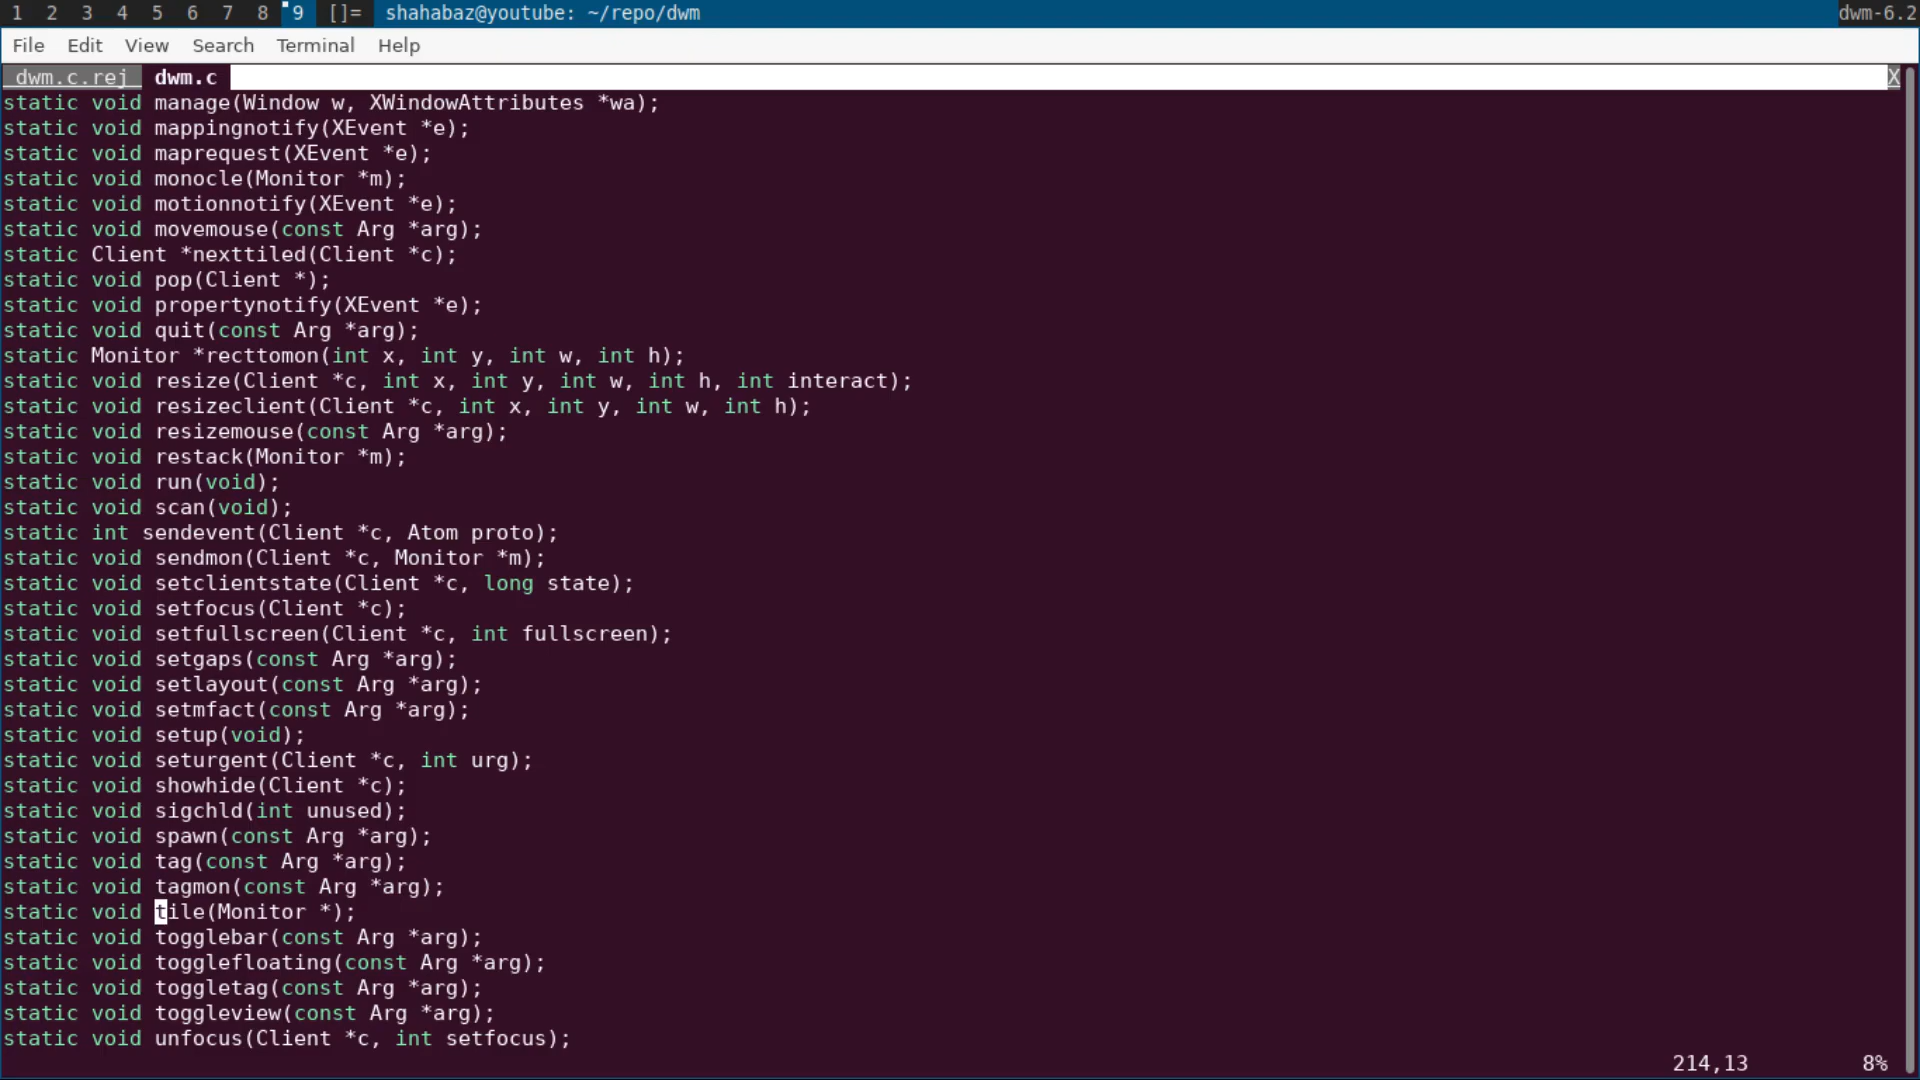 1 2 3 4 5 6 7 8 9 []= shahabaz@youtube: ~/repo/dwm dwm-6.2
File Edit View Search Terminal Help
dwm.c.rej dwm.c X
static void manage(Window w, XWindowAttributes *wa);
static void mappingnotify(XEvent *e);
static void maprequest(XEvent *e);
static void monocle(Monitor *m);
static void motionnotify(XEvent *e);
static void movemouse(const Arg *arg);
static Client *nexttiled(Client *c);
static void pop(Client *);
static void propertynotify(XEvent *e);
static void quit(const Arg *arg);
static Monitor *recttomon(int x, int y, int w, int h);
static void resize(Client *c, int x, int y, int w, int h, int interact);
static void resizeclient(Client *c, int x, int y, int w, int h);
static void resizemouse(const Arg *arg);
static void restack(Monitor *m);
static void run(void);
static void scan(void);
static int sendevent(Client *c, Atom proto);
static void sendmon(Client *c, Monitor *m);
static void setclientstate(Client *c, long state);
static void setfocus(Client *c);
static void setfullscreen(Client *c, int fullscreen);
static void setgaps(const Arg *arg);
static void setlayout(const Arg *arg);
static void setmfact(const Arg *arg);
static void setup(void);
static void seturgent(Client *c, int urg);
static void showhide(Client *c);
static void sigchld(int unused);
static void spawn(const Arg *arg);
static void tag(const Arg *arg);
static void tagmon(const Arg *arg);
static void tile(Monitor *);
static void togglebar(const Arg *arg);
static void togglefloating(const Arg *arg);
static void toggletag(const Arg *arg);
static void toggleview(const Arg *arg);
static void unfocus(Client *c, int setfocus);
214,13 8%